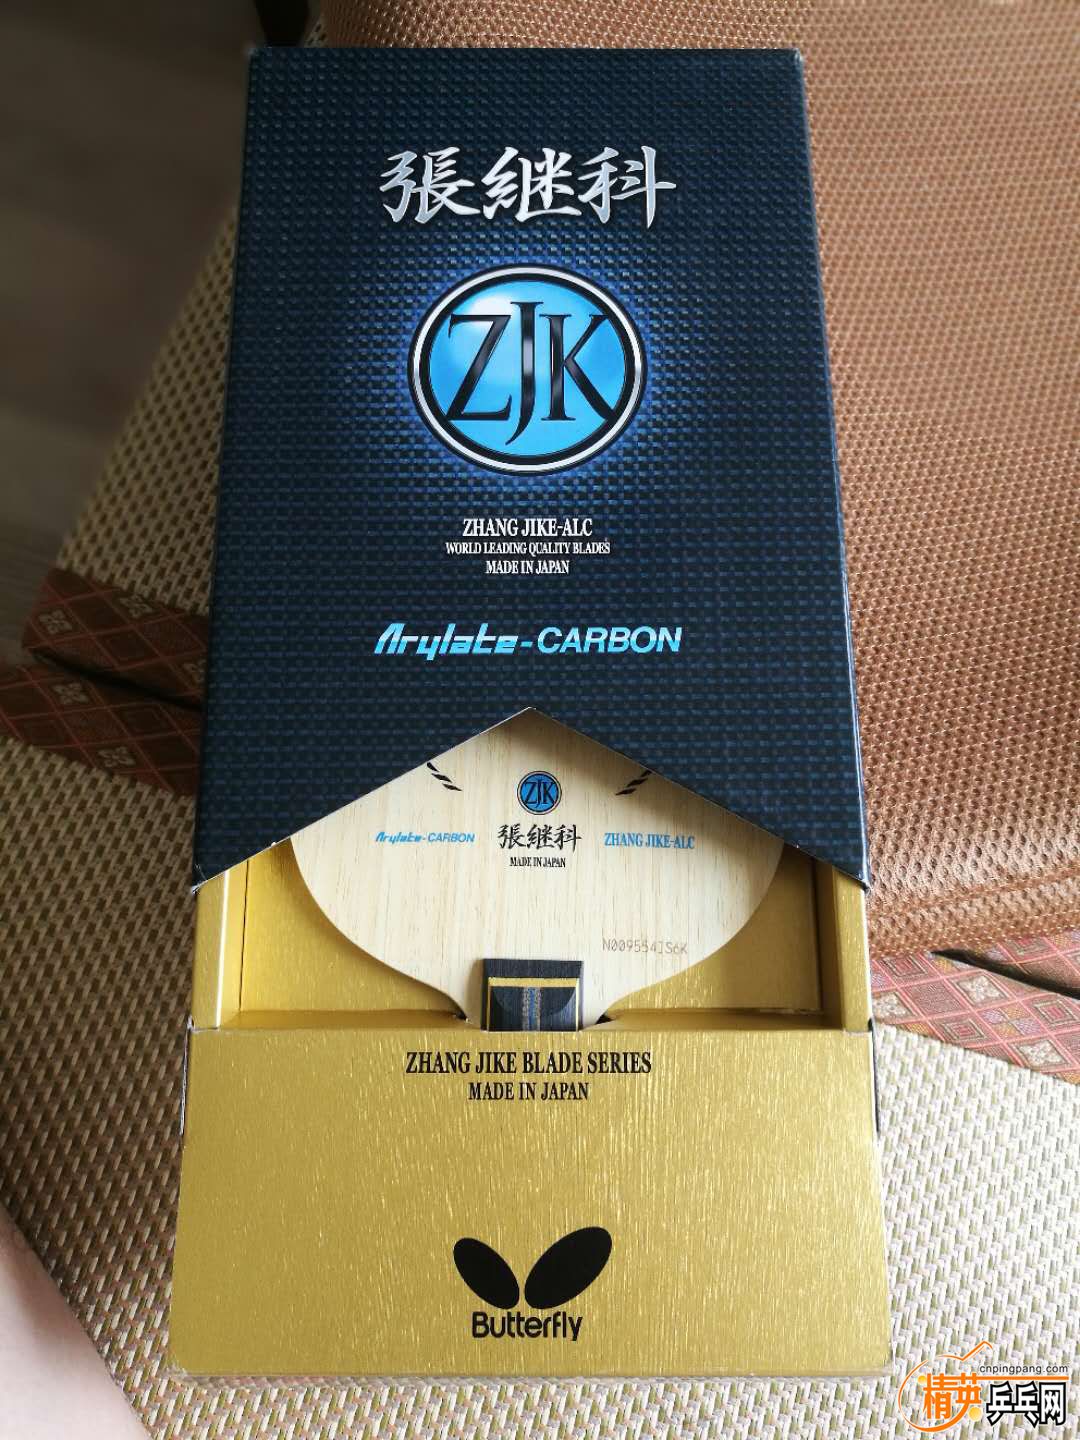 張継科
ZJK
ZHANG JIKE-ALC
WORLD LEADING QUALITY BLADES
MADE IN JAPAN
Arylate-CARBON
ZJK
Arylate-CARBON 張継科 ZHANG JIKE-ALC
MADE IN JAPAN
N009554JS6K
ZHANG JIKE BLADE SERIES
MADE IN JAPAN
Butterfly
cnpingpang.com
精英乒乓网